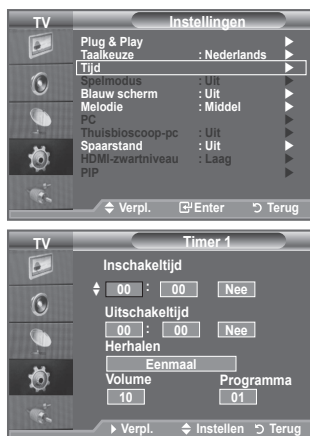 TV Instellingen
Plug & Play
Taalkeuze : Nederlands
Tijd
Spelmodus : Uit
Blauw scherm : Uit
Melodie : Middel
PC
Thuisbioscoop-pc : Uit
Spaarstand : Uit
HDMI-zwartniveau : Laag
PIP
Verpl. Enter Terug
TV Timer 1
Inschakeltijd
00 : 00 Nee
Uitschakeltijd
00 : 00 Nee
Herhalen
Eenmaal
Volume Programma
10 01
Verpl. Instellen Terug